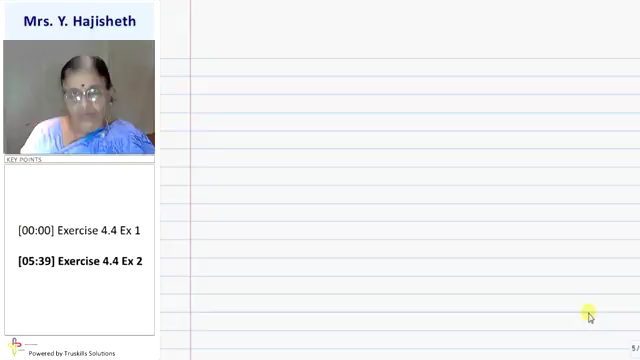 Mrs. Y. Hajisheth
KEY POINTS
[00:00] Exercise 4.4 Ex 1
[05:39] Exercise 4.4 Ex 2
Powered by Truskills Solutions
5 /